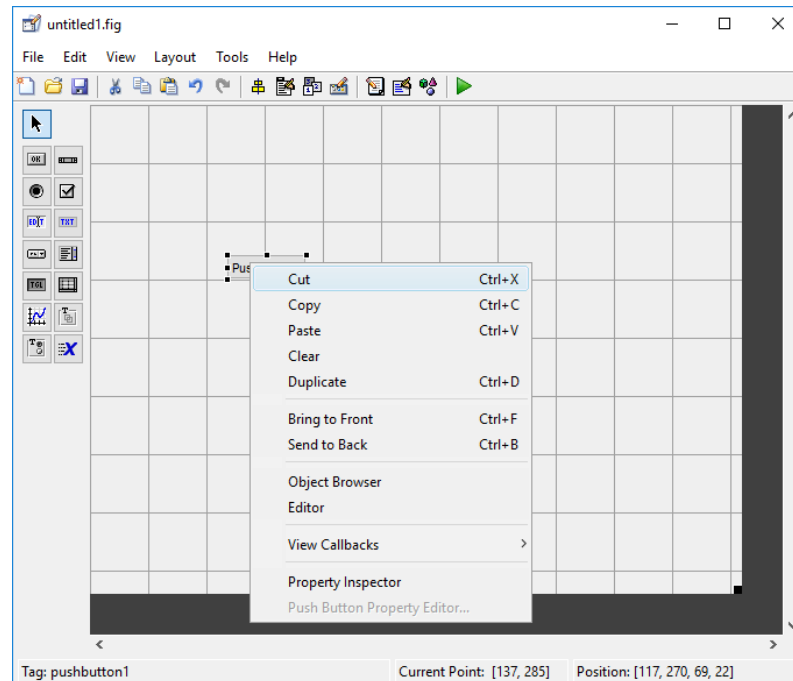 untitled1.fig
File Edit View Layout Tools Help
OK
EDIT TXT
TGL
T
T
X
Pus
Cut Ctrl+X
Copy Ctrl+C
Paste Ctrl+V
Clear
Duplicate Ctrl+D
Bring to Front Ctrl+F
Send to Back Ctrl+B
Object Browser
Editor
View Callbacks
Property Inspector
Push Button Property Editor...
Tag: pushbutton1 Current Point: [137, 285] Position: [117, 270, 69, 22]